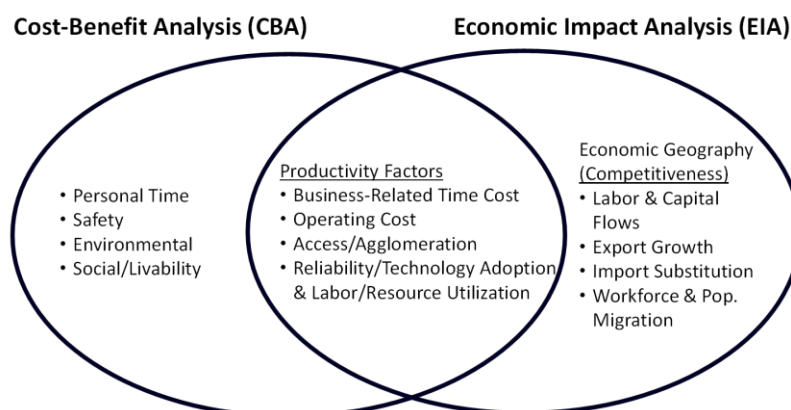 Cost-Benefit Analysis (CBA)
Economic Impact Analysis (EIA)
• Personal Time
• Safety
• Environmental
• Social/Livability
Productivity Factors
• Business-Related Time Cost
• Operating Cost
• Access/Agglomeration
• Reliability/Technology Adoption
& Labor/Resource Utilization
Economic Geography
(Competitiveness)
• Labor & Capital
Flows
• Export Growth
• Import Substitution
• Workforce & Pop.
Migration